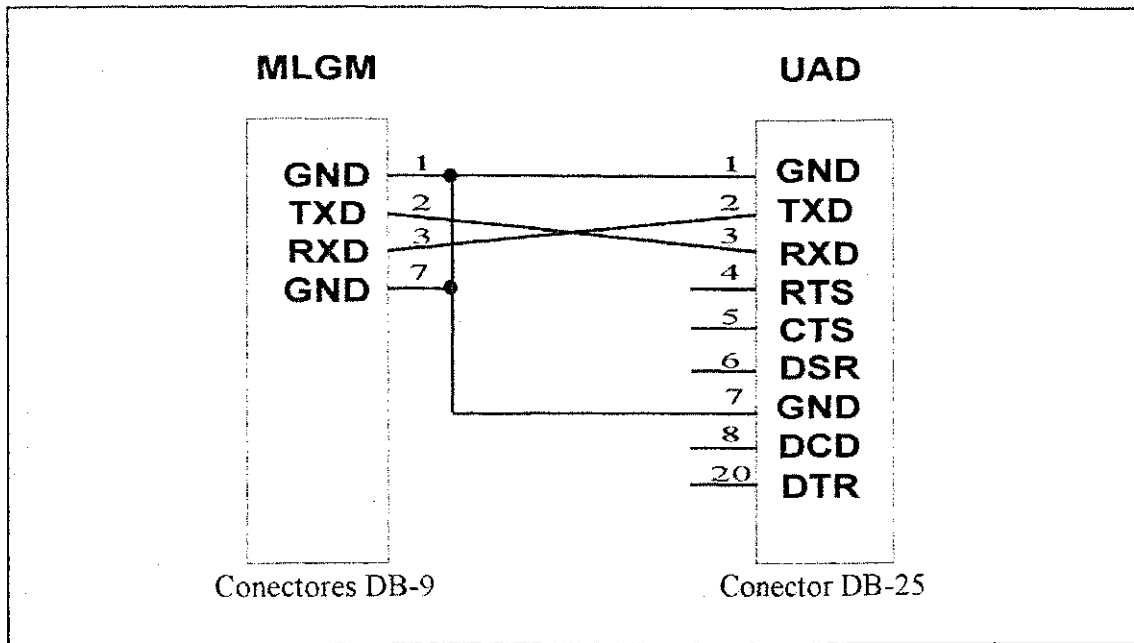 MLGM
UAD
GND 1
TXD 2
RXD 3
GND 7
1 GND
2 TXD
3 RXD
4 RTS
5 CTS
6 DSR
7 GND
8 DCD
20 DTR
Conectores DB-9
Conector DB-25